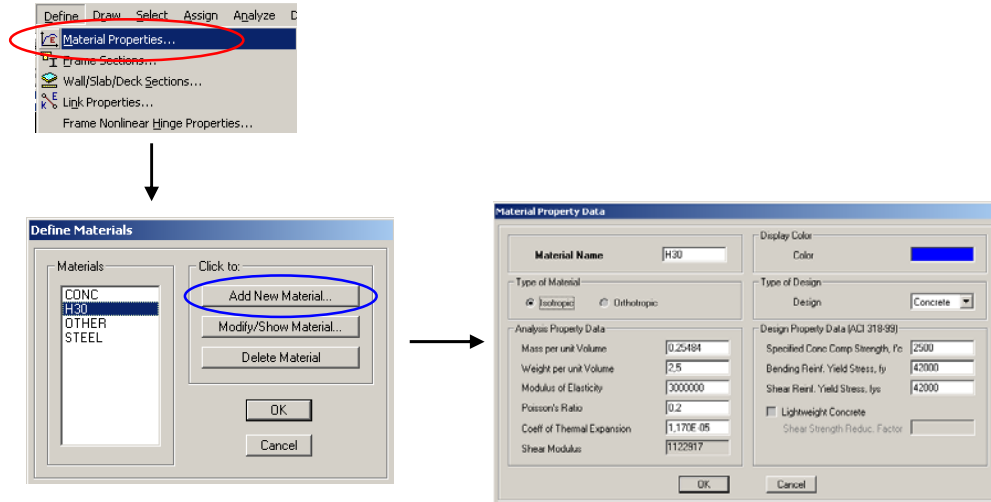 Define Draw Select Assign Analyze D
Material Properties...
Frame Sections...
Wall/Slab/Deck Sections...
Link Properties...
Frame Nonlinear Hinge Properties...
Define Materials
Materials
CONC
H30
OTHER
STEEL
Click to:
Add New Material...
Modify/Show Material...
Delete Material
OK
Cancel
Material Property Data
Material Name H30
Display Color
Color
Type of Material
Isotropic Orthotropic
Type of Design
Design Concrete
Analysis Property Data
Mass per unit Volume 0.25484
Weight per unit Volume 2,5
Modulus of Elasticity 3000000
Poisson's Ratio 0.2
Coeff of Thermal Expansion 1,170E-05
Shear Modulus 1122917
Design Property Data (ACI 318-99)
Specified Conc Comp Strength, f'c 2500
Bending Reinf. Yield Stress, fy 42000
Shear Reinf. Yield Stress, fys 42000
Lightweight Concrete
Shear Strength Reduc. Factor
OK
Cancel